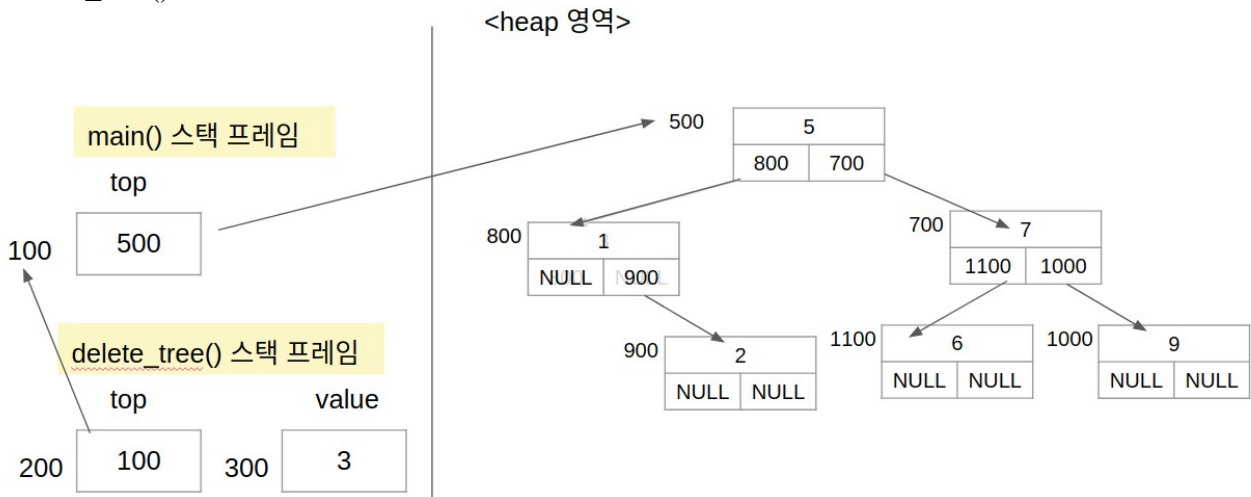 <heap 영역>
main() 스택 프레임
top
100
500
delete_tree() 스택 프레임
top
value
200
100
300
3
500
5
800
700
800
1
NULL
900
700
7
1100
1000
900
2
NULL
NULL
1100
6
NULL
NULL
1000
9
NULL
NULL